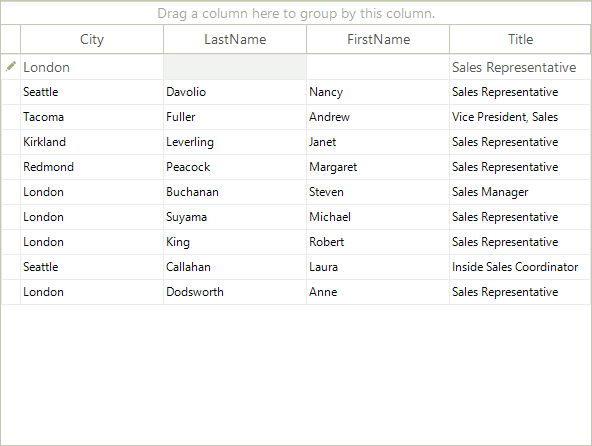 Drag a column here to group by this column.
City LastName FirstName Title
London Sales Representative
Seattle Davolio Nancy Sales Representative
Tacoma Fuller Andrew Vice President, Sales
Kirkland Leverling Janet Sales Representative
Redmond Peacock Margaret Sales Representative
London Buchanan Steven Sales Manager
London Suyama Michael Sales Representative
London King Robert Sales Representative
Seattle Callahan Laura Inside Sales Coordinator
London Dodsworth Anne Sales Representative